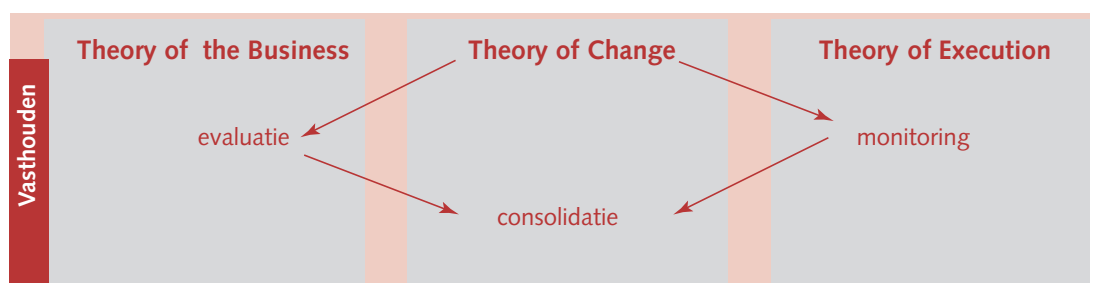 Theory of the Business
Theory of Change
Theory of Execution
Vasthouden
evaluatie
monitoring
consolidatie